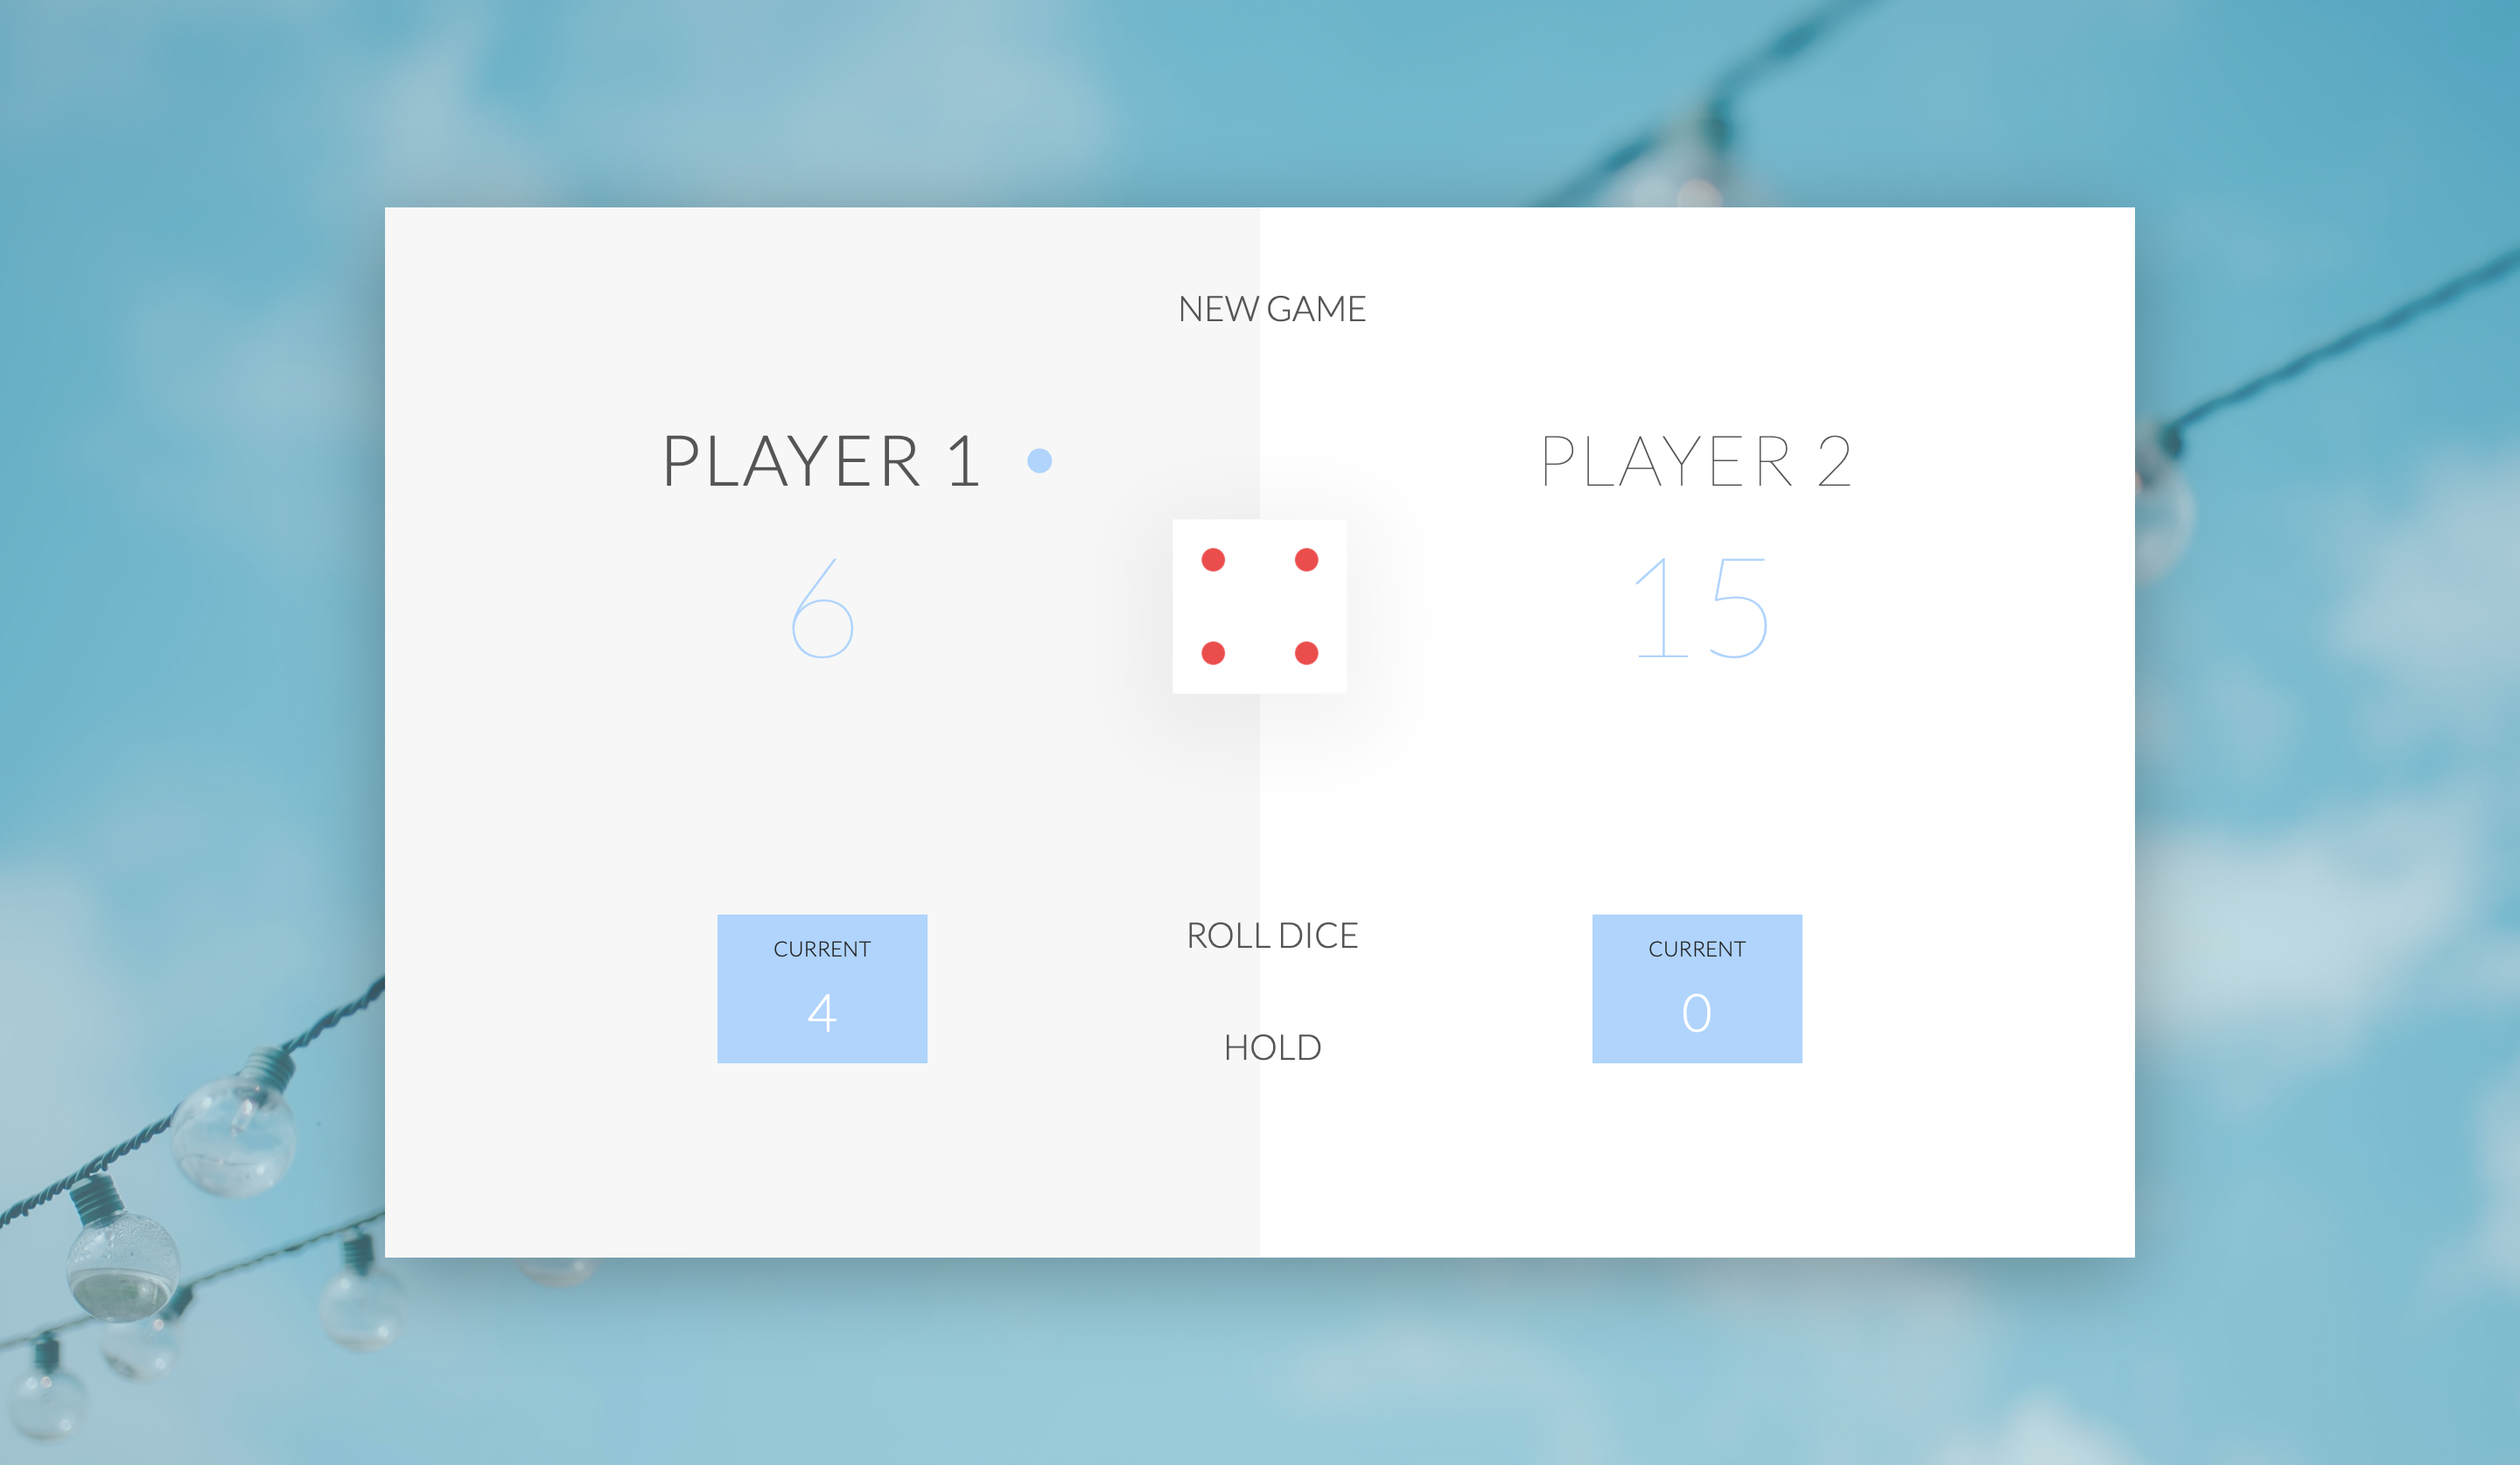 NEW GAME
PLAYER 1
6
CURRENT
4
PLAYER 2
15
CURRENT
0
ROLL DICE
HOLD